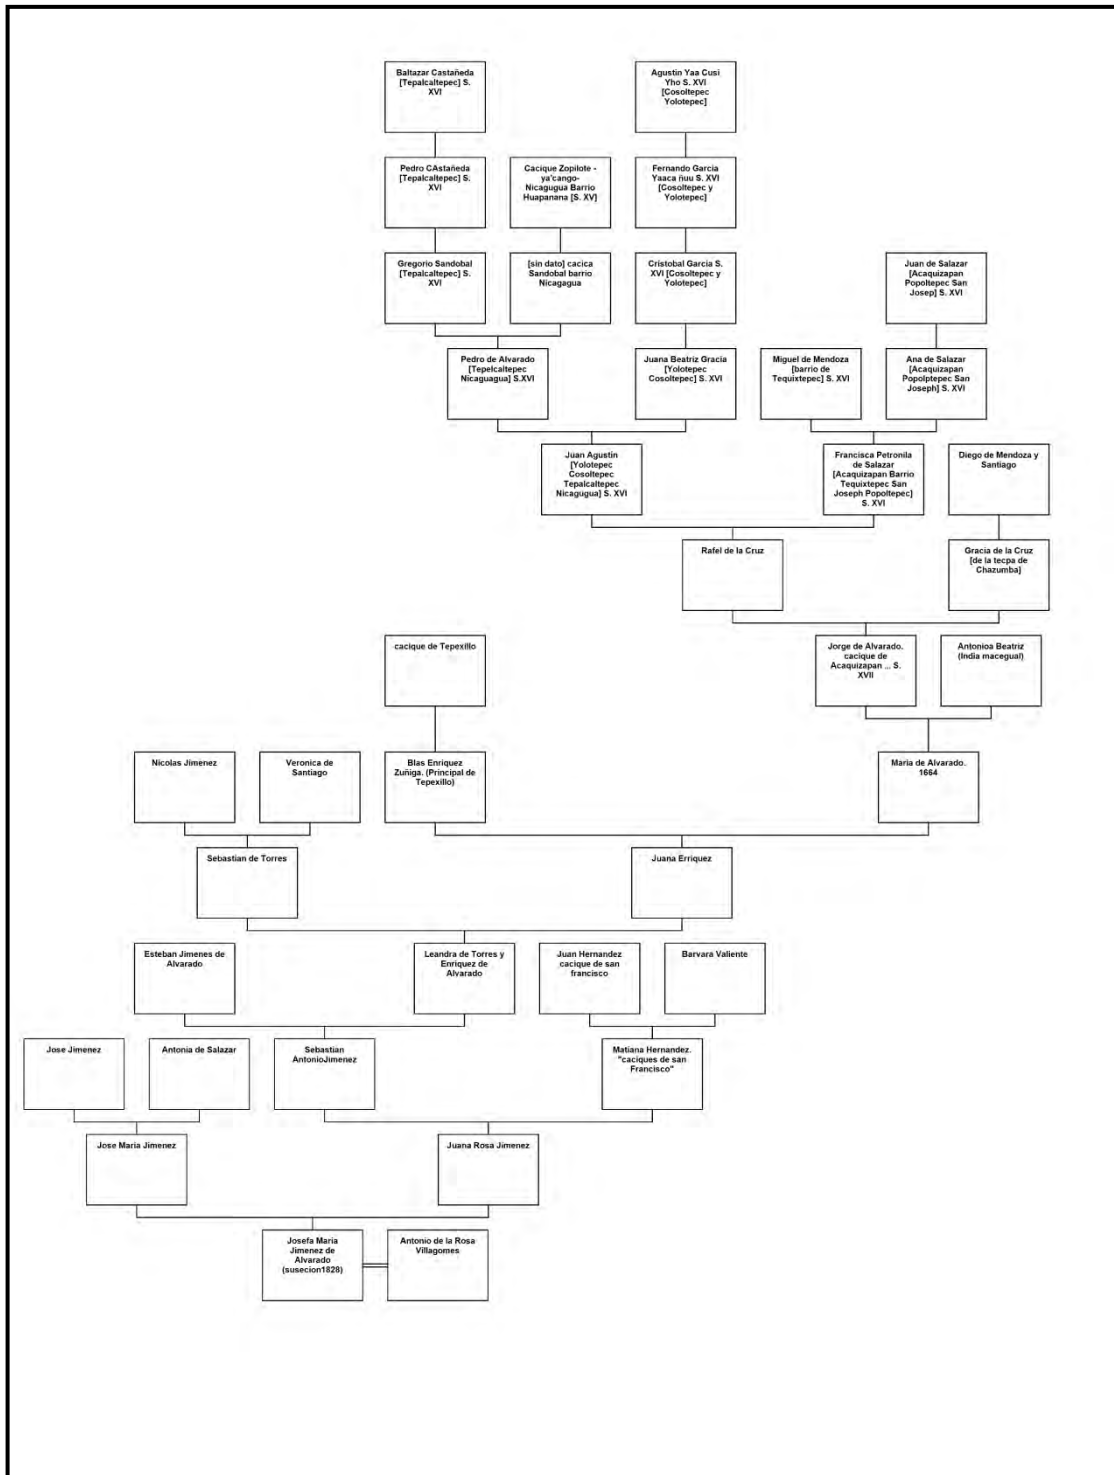 Baltazar Castañeda
[Tepalcaltepec] S.
XVI
Agustin Yaa Cusi
Yho S. XVI
[Cosoltepec
Yolotepec]
Pedro CAstañeda
[Tepalcaltepec] S.
XVI
Cacique Zopilote -
ya'cango-
Nicagugua Barrio
Huapanana [S. XV]
Fernando Garcia
Yaaca ñuu S. XVI
[Cosoltepec y
Yolotepec]
Gregorio Sandobal
[Tepalcaltepec] S.
XVI
[sin dato] cacica
Sandobal barrio
Nicagagua
Cristobal Garcia S.
XVI [Cosoltepec y
Yolotepec]
Juan de Salazar
[Acaquizapan
Popoltepec San
Josep] S. XVI
Pedro de Alvarado
[Tepelcaltepec
Nicaguagua] S.XVI
Juana Beatriz Gracia
[Yolotepec
Cosoltepec] S. XVI
Miguel de Mendoza
[barrio de
Tequixtepec] S. XVI
Ana de Salazar
[Acaquizapan
Popolptepec San
Joseph] S. XVI
Juan Agustin
[Yolotepec
Cosoltepec
Tepalcaltepec
Nicagugua] S. XVI
Francisca Petronila
de Salazar
[Acaquizapan Barrio
Tequixtepec San
Joseph Popoltepec]
S. XVI
Diego de Mendoza y
Santiago
Rafel de la Cruz
Gracia de la Cruz
[de la tecpa de
Chazumba]
cacique de Tepexillo
Jorge de Alvarado.
cacique de
Acaquizapan ... S.
XVII
Antonioa Beatriz
(India macegual)
Nicolas Jimenez
Veronica de
Santiago
Blas Enriquez
Zuñiga. (Principal de
Tepexillo)
Maria de Alvarado.
1664
Sebastian de Torres
Juana Erriquez
Esteban Jimenes de
Alvarado
Leandra de Torres y
Enriquez de
Alvarado
Juan Hernandez
cacique de san
francisco
Barvara Valiente
Jose Jimenez
Antonia de Salazar
Sebastian
AntonioJimenez
Matiana Hernandez.
"caciques de san
Francisco"
Jose Maria Jimenez
Juana Rosa Jimenez
Josefa Maria
Jimenez de
Alvarado
(susecion1828)
Antonio de la Rosa
Villagomes